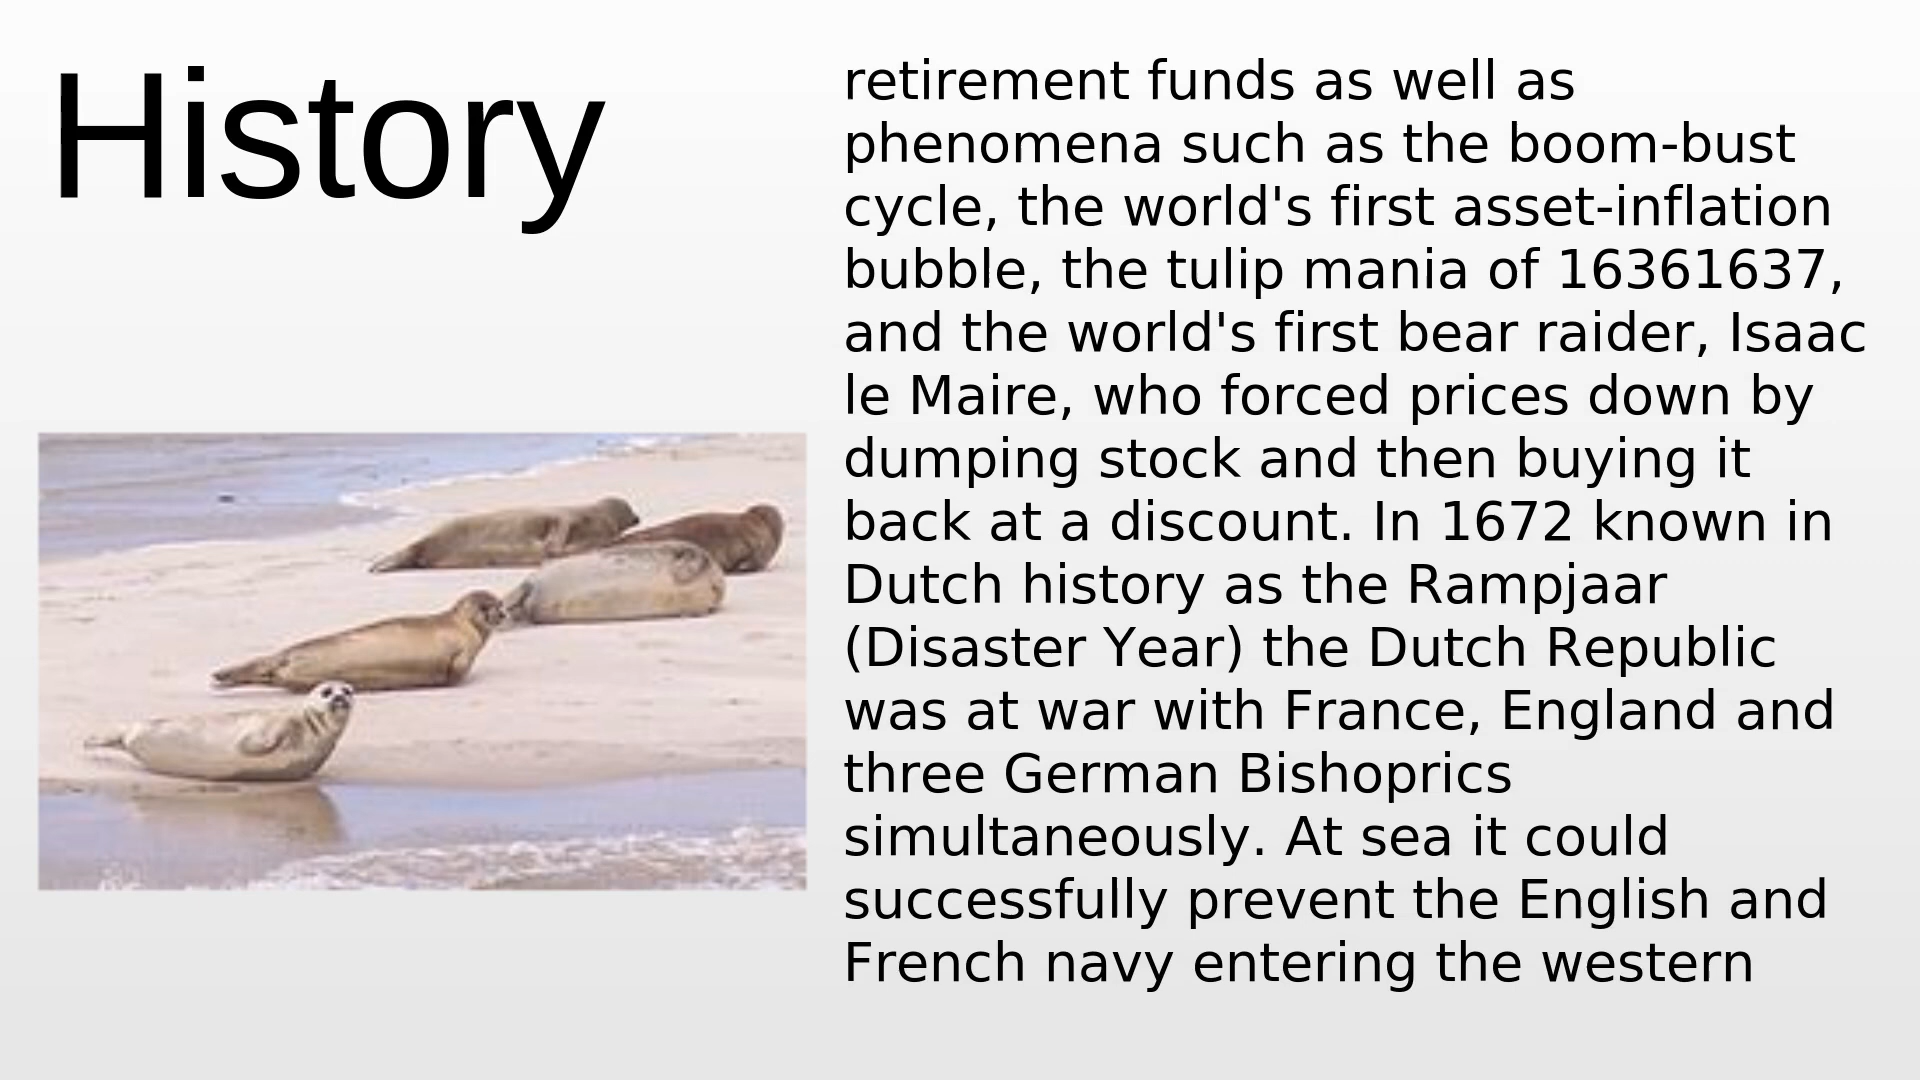 History
retirement funds as well as
phenomena such as the boom-bust
cycle, the world's first asset-inflation
bubble, the tulip mania of 16361637,
and the world's first bear raider, Isaac
le Maire, who forced prices down by
dumping stock and then buying it
back at a discount. In 1672 known in
Dutch history as the Rampjaar
(Disaster Year) the Dutch Republic
was at war with France, England and
three German Bishoprics
simultaneously. At sea it could
successfully prevent the English and
French navy entering the western